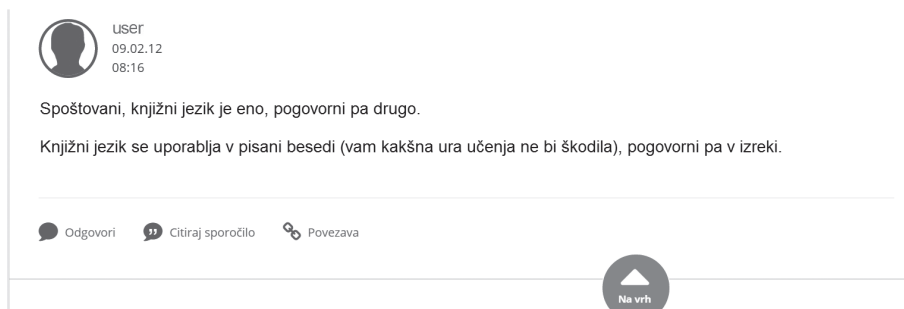 user
09.02.12
08:16
Spoštovani, knjižni jezik je eno, pogovorni pa drugo.
Knjižni jezik se uporablja v pisani besedi (vam kakšna ura učenja ne bi škodila), pogovorni pa v izreki.
Odgovori Citiraj sporočilo Povezava
Na vrh